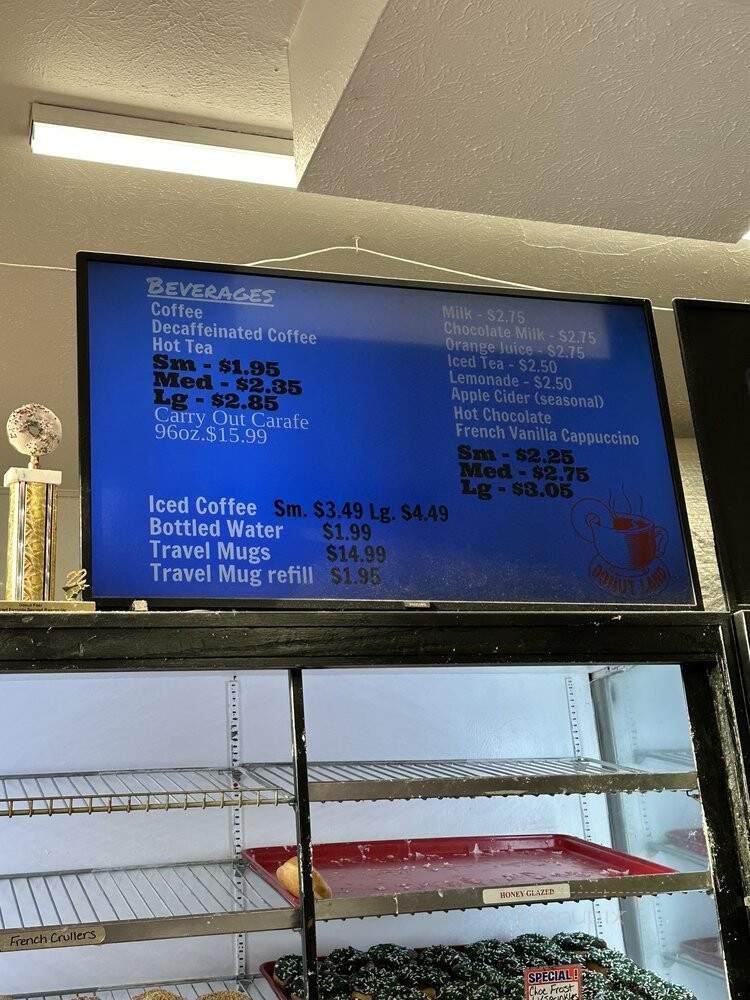 BEVERAGES
Coffee
Decaffeinated Coffee
Hot Tea
Sm - $1.95
Med - $2.35
Lg - $2.85
Carry Out Carafe
96oz.$15.99
Milk - $2.75
Chocolate Milk - $2.75
Orange Juice - $2.75
Iced Tea - $2.50
Lemonade - $2.50
Apple Cider (seasonal)
Hot Chocolate
French Vanilla Cappuccino
Sm - $2.25
Med - $2.75
Lg - $3.05
Iced Coffee Sm. $3.49 Lg. $4.49
Bottled Water $1.99
Travel Mugs $14.99
Travel Mug refill $1.95
DONUT LAND
HONEY GLAZED
French Crullers
SPECIAL!
Choc Frost